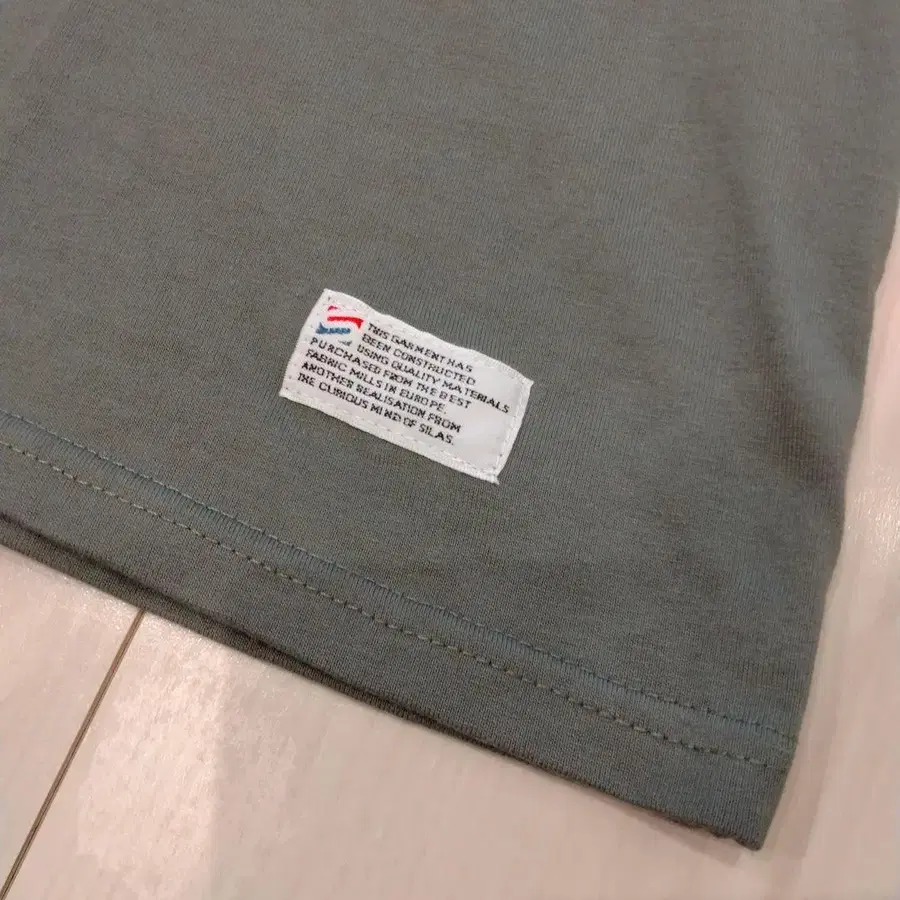 THIS GARMENT HAS
BEEN CONSTRUCTED
USING QUALITY MATERIALS
PURCHASED FROM THE BEST
FABRIC MILLS IN EUROPE.
ANOTHER REALISATION FROM
THE CURIOUS MIND OF SILAS.